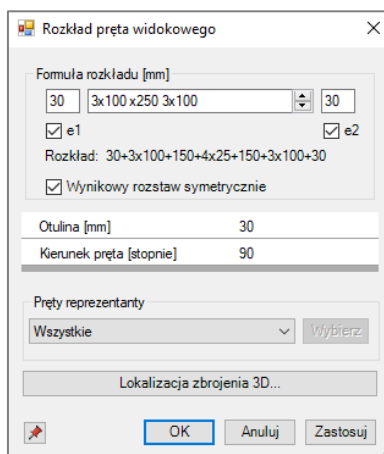 Rozkład pręta widokowego
Formuła rozkładu [mm]
30 3x100 x250 3x100 30
e1 e2
Rozkład: 30+3x100+150+4x25+150+3x100+30
Wynikowy rozstaw symetrycznie
Otulina [mm] 30
Kierunek pręta [stopnie] 90
Pręty reprezentanty
Wszystkie Wybierz
Lokalizacja zbrojenia 3D...
OK Anuluj Zastosuj